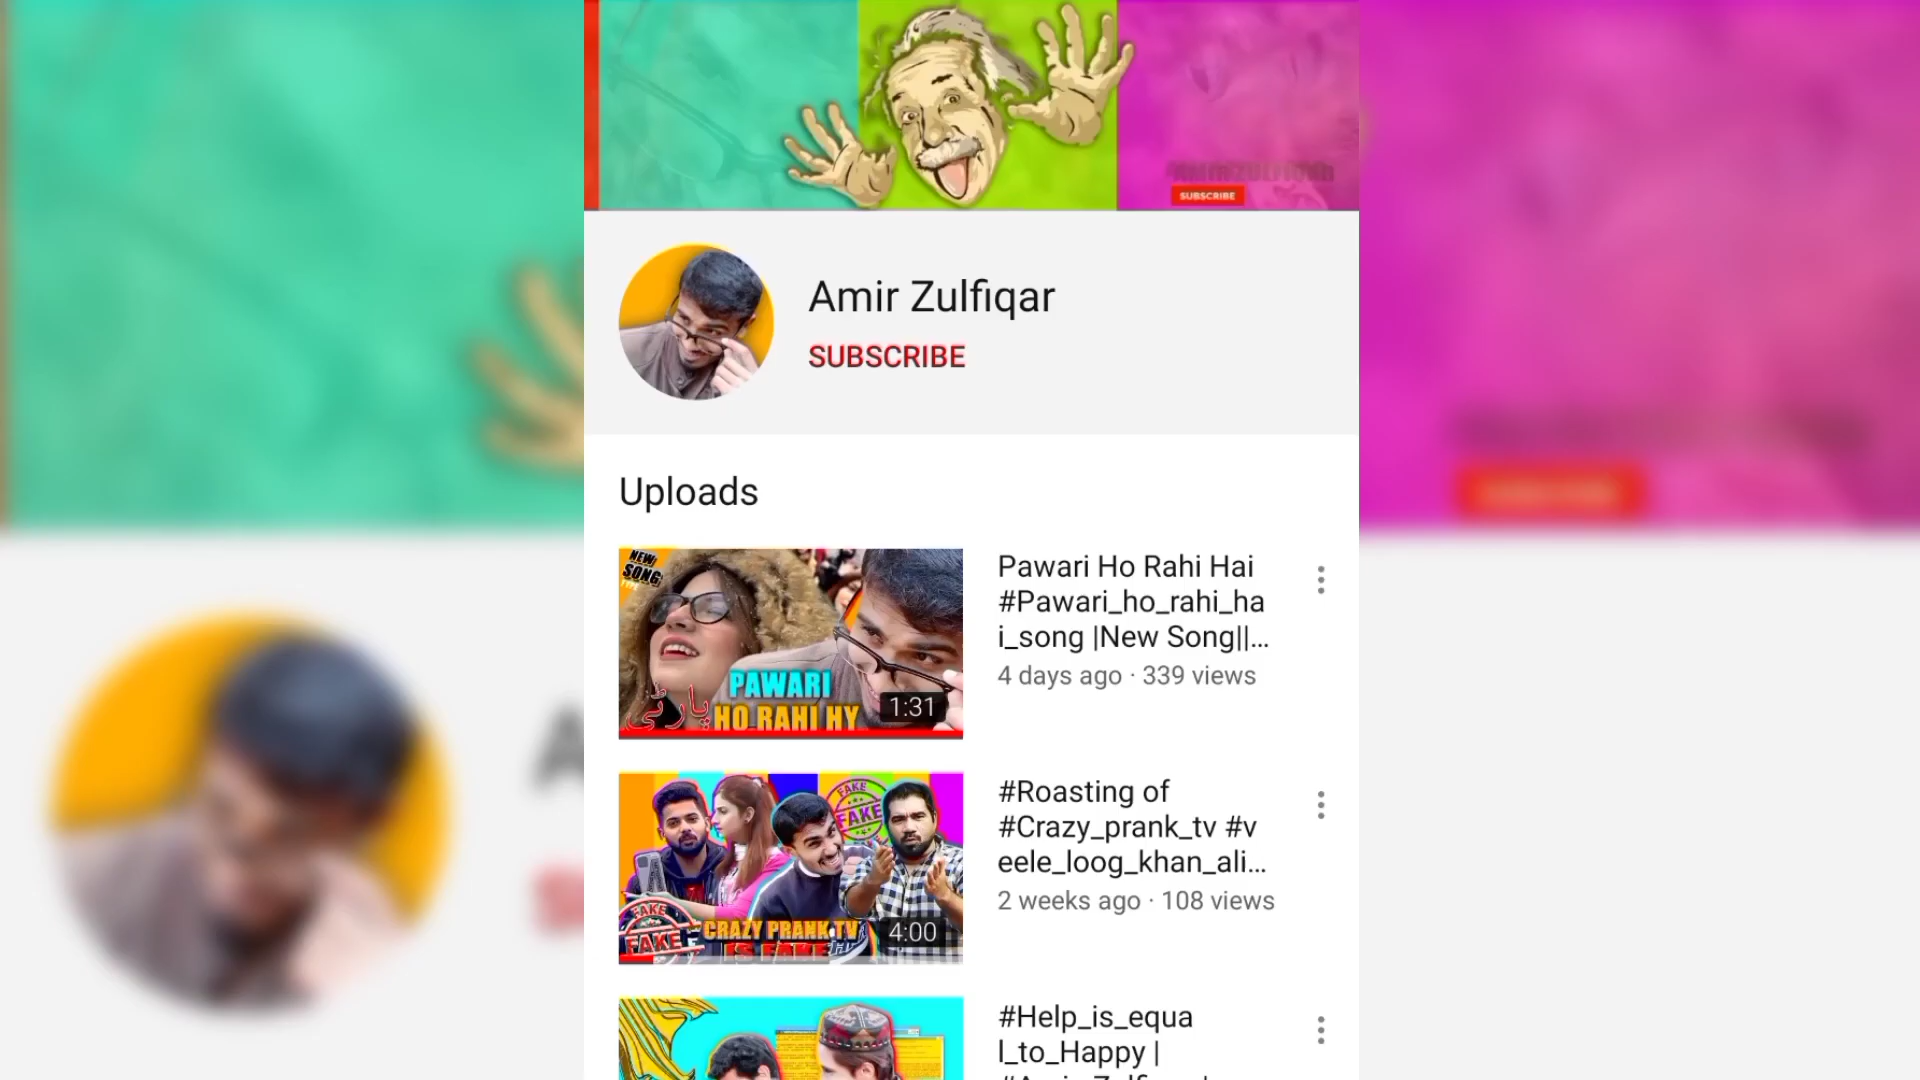 SUBSCRIBE
Amir Zulfiqar
SUBSCRIBE
Uploads
NEW
SONG
پارٹی
PAWARI
HO RAHI HY
1:31
Pawari Ho Rahi Hai
#Pawari_ho_rahi_ha
i_song |New Song||...
4 days ago · 339 views
FAKE
FAKE
FAKE
FAKE
CRAZY PRANK TV
IS FAKE
4:00
#Roasting of
#Crazy_prank_tv #v
eele_loog_khan_ali...
2 weeks ago · 108 views
#Help_is_equa
l_to_Happy |